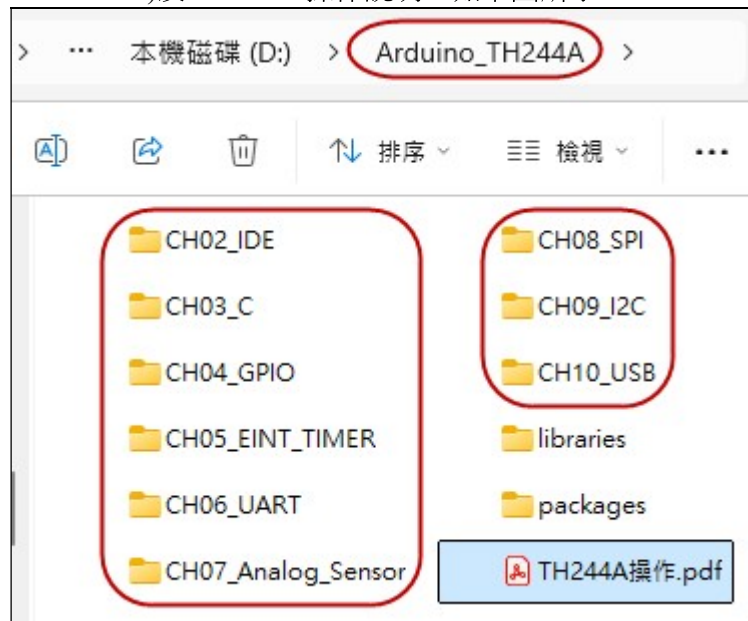 > … 本機磁碟 (D:) > Arduino_TH244A >
排序 檢視 …
CH02_IDE
CH03_C
CH04_GPIO
CH05_EINT_TIMER
CH06_UART
CH07_Analog_Sensor
CH08_SPI
CH09_I2C
CH10_USB
libraries
packages
TH244A操作.pdf